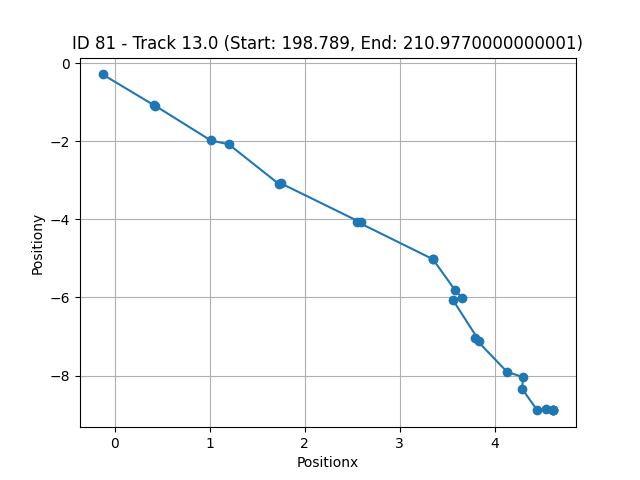 ID 81 - Track 13.0 (Start: 198.789, End: 210.9770000000001)
0
−2
−4
−6
−8
Positiony
0 1 2 3 4
Positionx